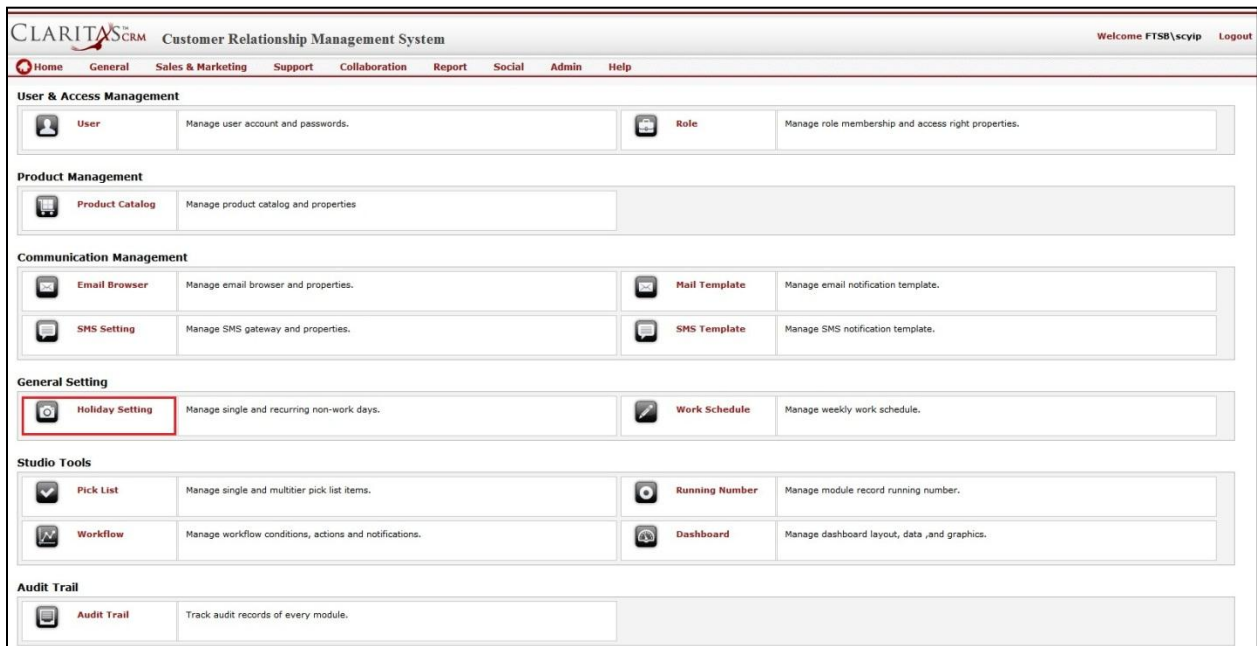 CLARITAS CRM™ Customer Relationship Management System Welcome FTSB\scyip Logout
Home General Sales & Marketing Support Collaboration Report Social Admin Help
User & Access Management
User Manage user account and passwords. Role Manage role membership and access right properties.
Product Management
Product Catalog Manage product catalog and properties
Communication Management
Email Browser Manage email browser and properties. Mail Template Manage email notification template.
SMS Setting Manage SMS gateway and properties. SMS Template Manage SMS notification template.
General Setting
Holiday Setting Manage single and recurring non-work days. Work Schedule Manage weekly work schedule.
Studio Tools
Pick List Manage single and multitier pick list items. Running Number Manage module record running number.
Workflow Manage workflow conditions, actions and notifications. Dashboard Manage dashboard layout, data ,and graphics.
Audit Trail
Audit Trail Track audit records of every module.